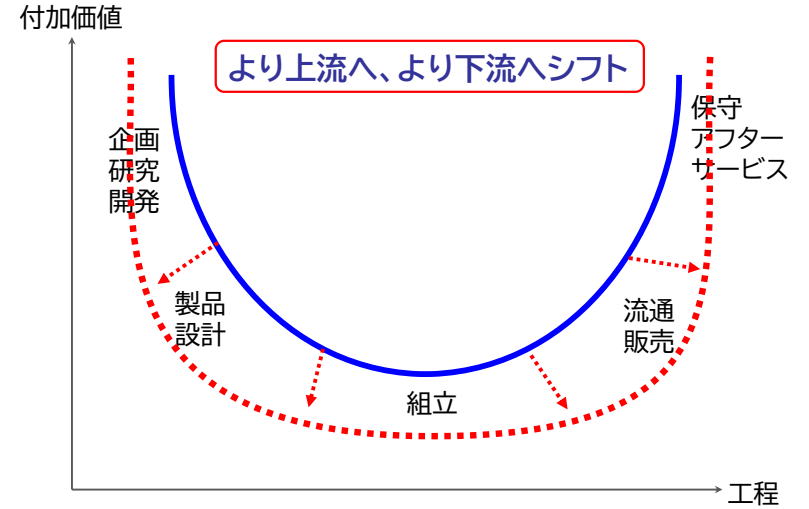 付加価値
より上流へ、より下流へシフト
企画
研究
開発
保守
アフター
サービス
製品
設計
流通
販売
組立
工程